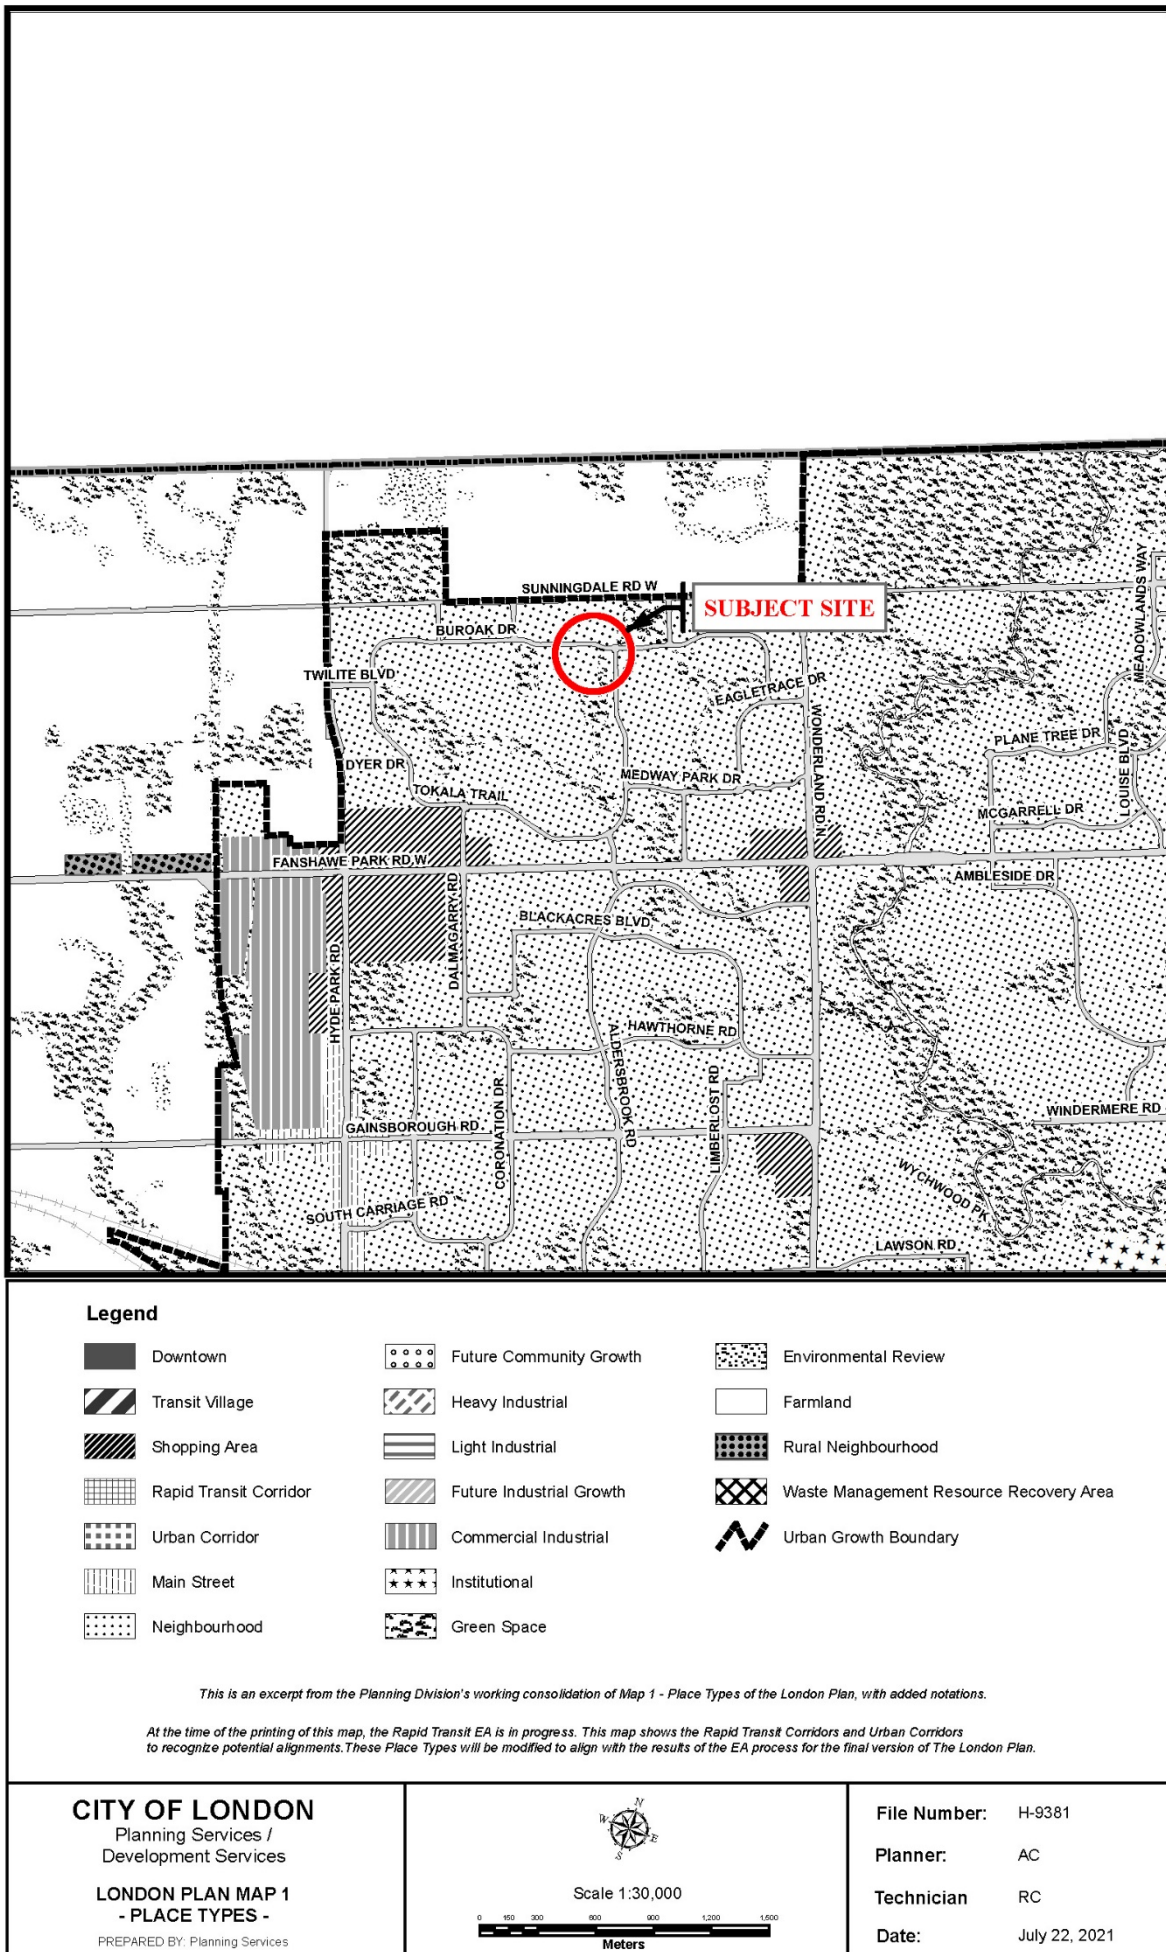 SUNNINGDALE RD W
SUBJECT SITE
BUROAK DR
MEADOWLANDS WAY
TWILITE BLVD
EAGLETRACE DR
WONDERLAND RD N
PLANE TREE DR
LOUISE BLVD
DYER DR
MEDWAY PARK DR
TOKALA TRAIL
MCGARRELL DR
FANSHAWE PARK RD W
AMBLESIDE DR
DALMAGARRY RD
BLACKACRES BLVD
HYDE PARK RD
HAWTHORNE RD
ALDERSBROOK RD
CORONATION DR
LIMBERLOST RD
WINDERMERE RD
GAINSBOROUGH RD
WYCHWOOD PK
SOUTH CARRIAGE RD
LAWSON RD
Legend
Downtown
Transit Village
Shopping Area
Rapid Transit Corridor
Urban Corridor
Main Street
Neighbourhood
Future Community Growth
Heavy Industrial
Light Industrial
Future Industrial Growth
Commercial Industrial
Institutional
Green Space
Environmental Review
Farmland
Rural Neighbourhood
Waste Management Resource Recovery Area
Urban Growth Boundary
This is an excerpt from the Planning Division's working consolidation of Map 1 - Place Types of the London Plan, with added notations.
At the time of the printing of this map, the Rapid Transit EA is in progress. This map shows the Rapid Transit Corridors and Urban Corridors
to recognize potential alignments.These Place Types will be modified to align with the results of the EA process for the final version of The London Plan.
CITY OF LONDON
Planning Services /
Development Services
LONDON PLAN MAP 1
- PLACE TYPES -
PREPARED BY: Planning Services
N
W
E
S
Scale 1:30,000
0 150 300 600 900 1,200 1,500
Meters
File Number: H-9381
Planner: AC
Technician RC
Date: July 22, 2021